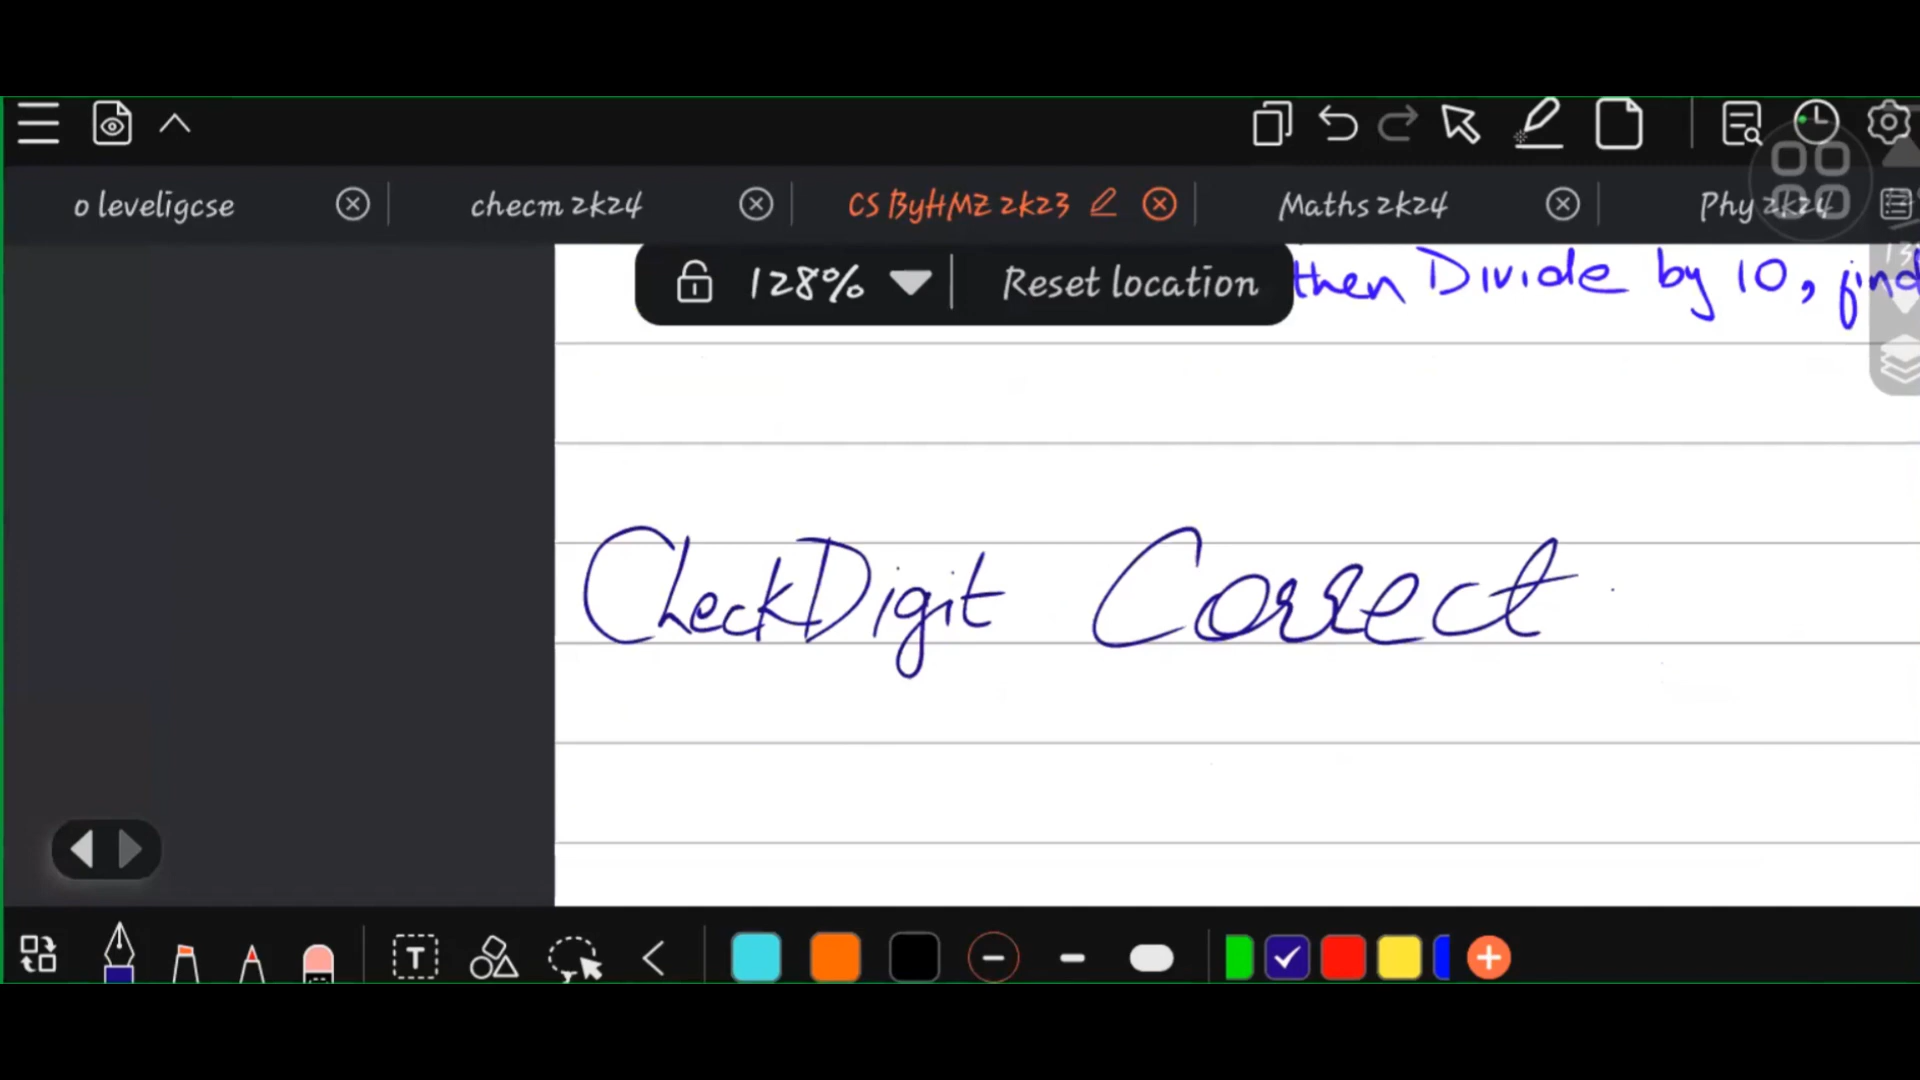 o leveligcse checm 2k24 CS ByHMZ 2k23 Maths 2k24 Phy 2k24
128% Reset location then Divide by 10, find
CheckDigit Correct
T